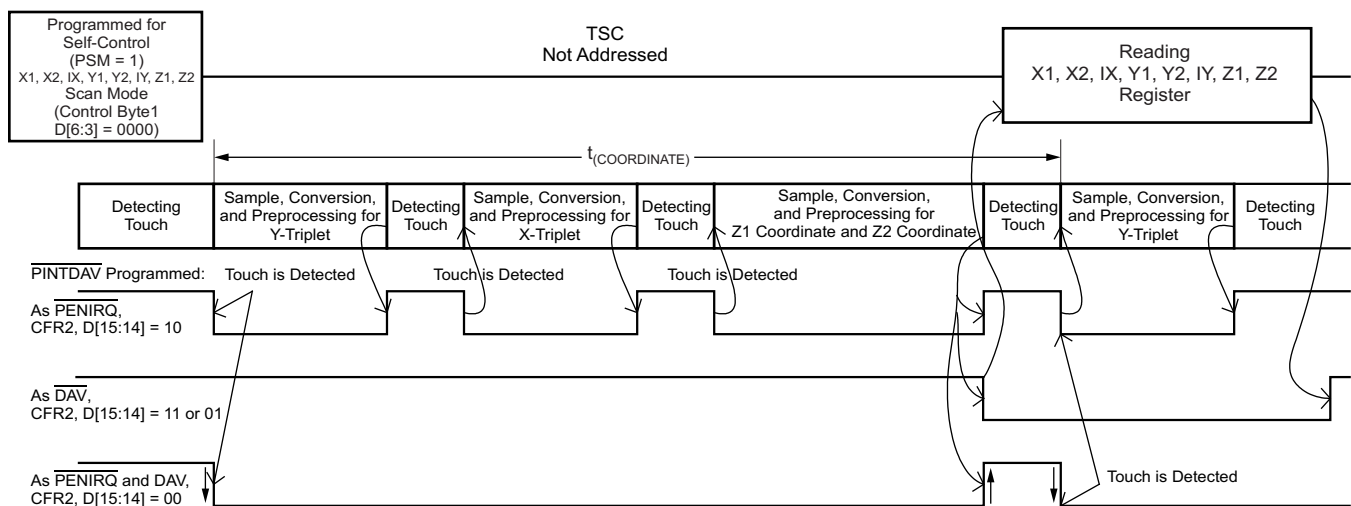 Programmed for
Self-Control
(PSM = 1)
X1, X2, IX, Y1, Y2, IY, Z1, Z2
Scan Mode
(Control Byte1
D[6:3] = 0000)
TSC
Not Addressed
Reading
X1, X2, IX, Y1, Y2, IY, Z1, Z2
Register
t(COORDINATE)
Detecting
Touch
Sample, Conversion,
and Preprocessing for
Y-Triplet
Detecting
Touch
Sample, Conversion,
and Preprocessing for
X-Triplet
Detecting
Touch
Sample, Conversion,
and Preprocessing for
Z1 Coordinate and Z2 Coordinate
Detecting
Touch
Sample, Conversion,
and Preprocessing for
Y-Triplet
Detecting
Touch
PINTDAV Programmed:
Touch is Detected
Touch is Detected
Touch is Detected
As PENIRQ,
CFR2, D[15:14] = 10
As DAV,
CFR2, D[15:14] = 11 or 01
As PENIRQ and DAV,
CFR2, D[15:14] = 00
Touch is Detected